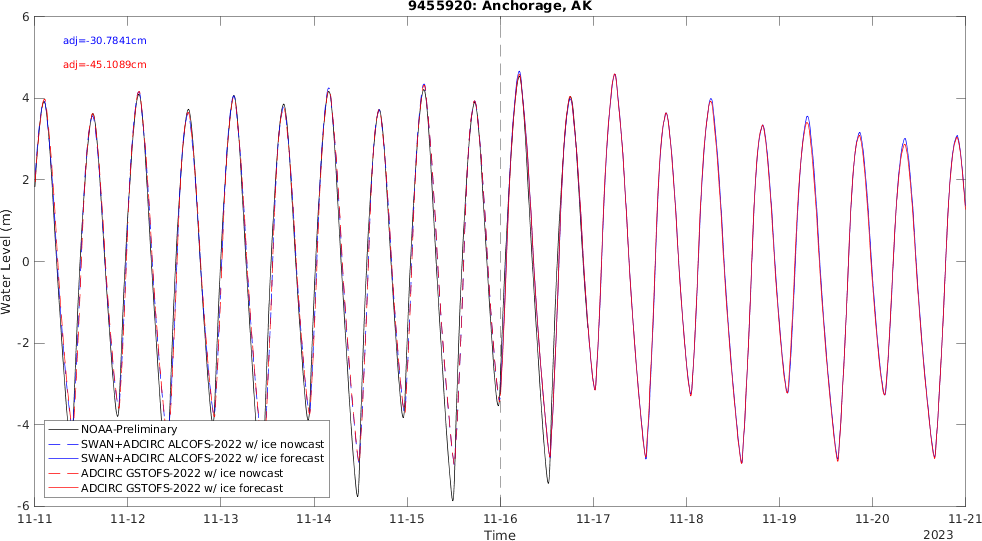 9455920: Anchorage, AK
6
adj=-30.7841cm
adj=-45.1089cm
4
2
0
-2
-4
-6
Water Level (m)
NOAA-Preliminary
SWAN+ADCIRC ALCOFS-2022 w/ ice nowcast
SWAN+ADCIRC ALCOFS-2022 w/ ice forecast
ADCIRC GSTOFS-2022 w/ ice nowcast
ADCIRC GSTOFS-2022 w/ ice forecast
11-11 11-12 11-13 11-14 11-15 11-16 11-17 11-18 11-19 11-20 11-21
Time
2023